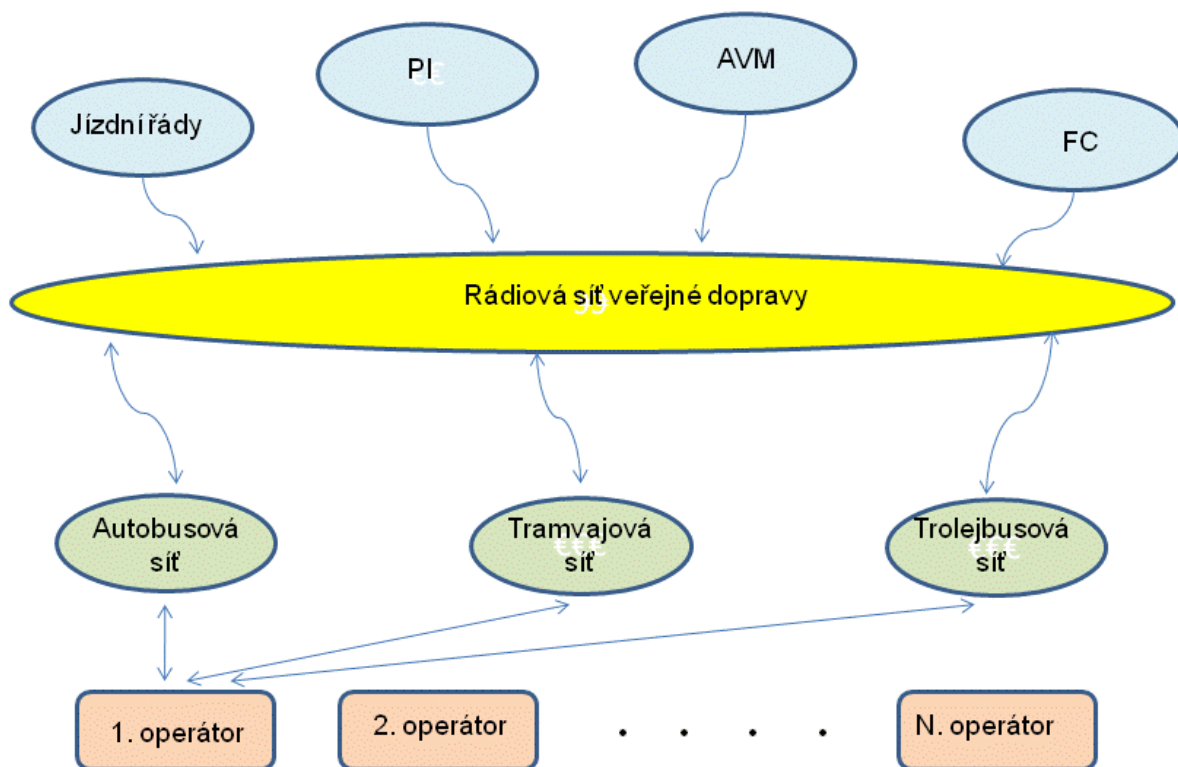 PI
AVM
Jízdní řády
FC
Rádiová síť veřejné dopravy
Autobusová
síť
Tramvajová
síť
Trolejbusová
síť
€€€
€€€
1. operátor
2. operátor
. . . .
N. operátor